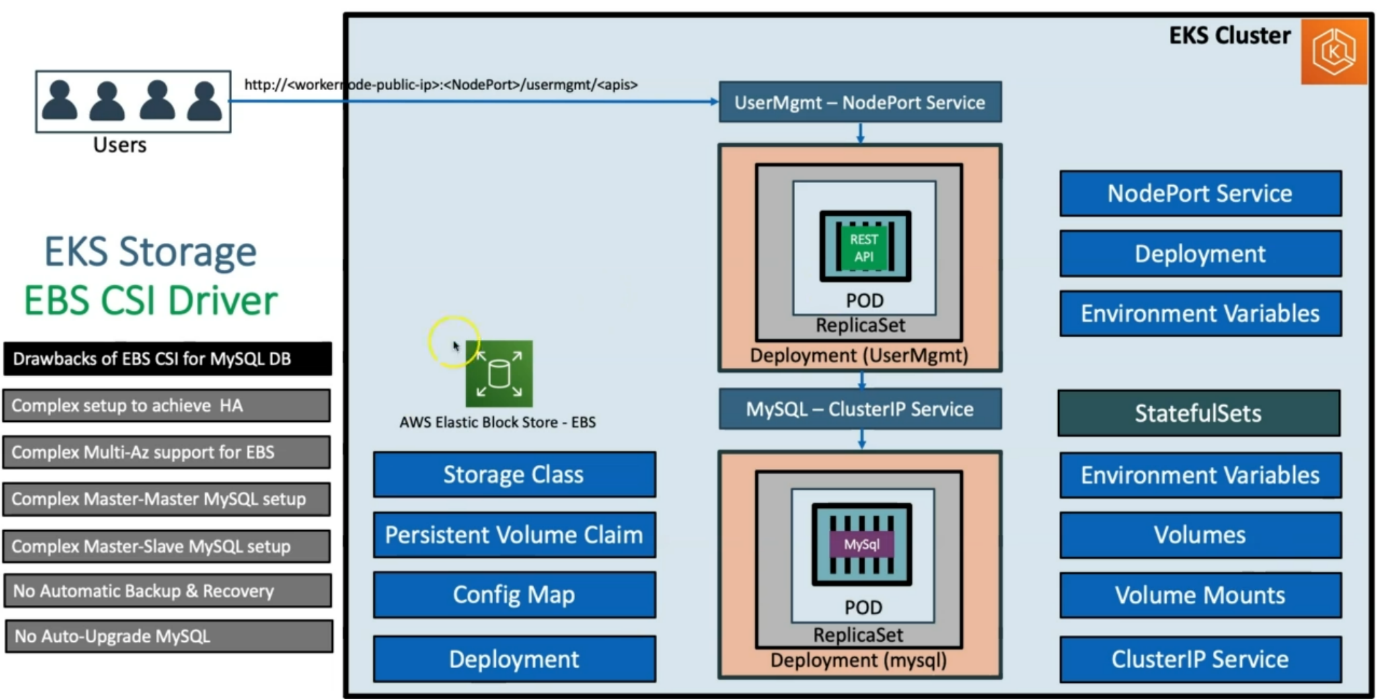 EKS Cluster
http://<workernode-public-ip>:<NodePort>/usermgmt/<apis>
Users
UserMgmt – NodePort Service
REST
API
POD
ReplicaSet
Deployment (UserMgmt)
MySQL – ClusterIP Service
MySql
POD
ReplicaSet
Deployment (mysql)
NodePort Service
Deployment
Environment Variables
StatefulSets
Environment Variables
Volumes
Volume Mounts
ClusterIP Service
EKS Storage
EBS CSI Driver
Drawbacks of EBS CSI for MySQL DB
Complex setup to achieve HA
Complex Multi-Az support for EBS
Complex Master-Master MySQL setup
Complex Master-Slave MySQL setup
No Automatic Backup & Recovery
No Auto-Upgrade MySQL
AWS Elastic Block Store - EBS
Storage Class
Persistent Volume Claim
Config Map
Deployment